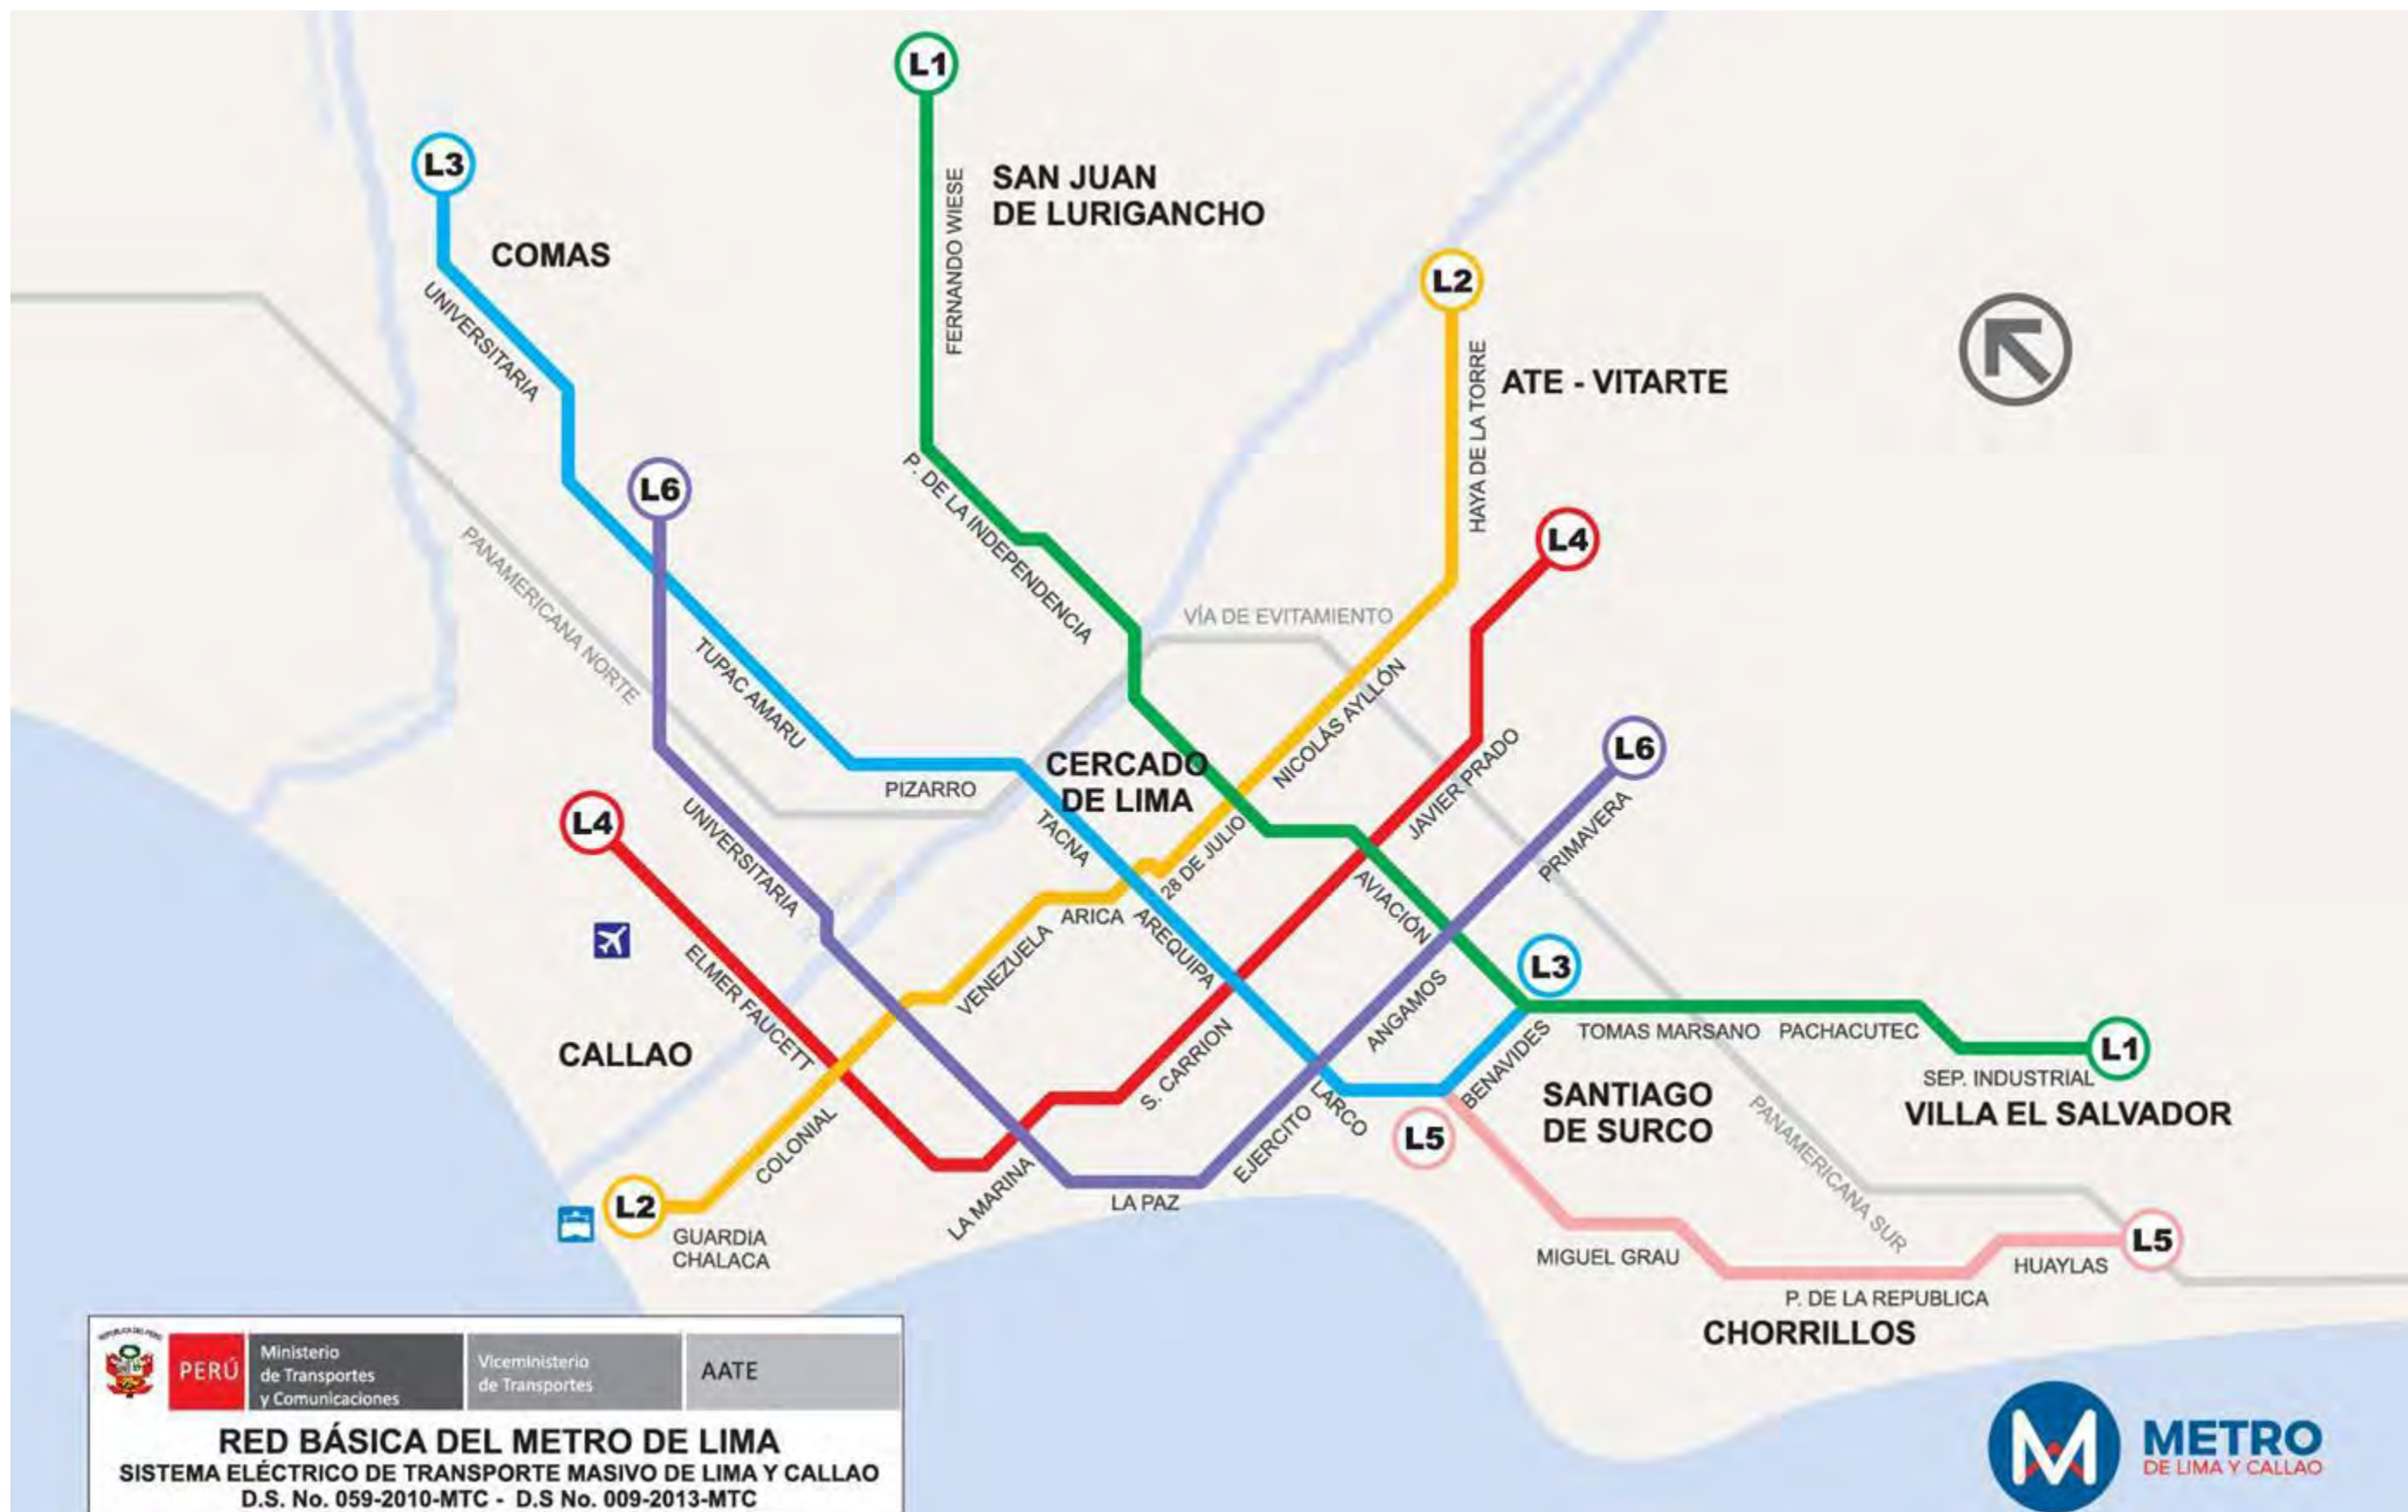 L1
L3
SAN JUAN
DE LURIGANCHO
FERNANDO WIESE
COMAS
UNIVERSITARIA
L2
ATE - VITARTE
HAYA DE LA TORRE
P. DE LA INDEPENDENCIA
L6
L4
PANAMERICANA NORTE
VÍA DE EVITAMIENTO
TUPAC AMARU
NICOLÁS AYLLÓN
L6
JAVIER PRADO
CERCADO
DE LIMA
PIZARRO
TACNA
28 DE JULIO
PRIMAVERA
L4
UNIVERSITARIA
ARICA
AVIACIÓN
AREQUIPA
VENEZUELA
ELMER FAUCETT
L3
ANGAMOS
CALLAO
S. CARRION
BENAVIDES
TOMAS MARSANO
PACHACUTEC
L1
SEP. INDUSTRIAL
VILLA EL SALVADOR
LARCO
SANTIAGO
DE SURCO
L5
COLONIAL
EJERCITO
LA MARINA
LA PAZ
PANAMERICANA SUR
L2
GUARDIA
CHALACA
MIGUEL GRAU
L5
HUAYLAS
P. DE LA REPUBLICA
CHORRILLOS
REPUBLICA DEL PERU
PERÚ
Ministerio
de Transportes
y Comunicaciones
Viceministerio
de Transportes
AATE
RED BÁSICA DEL METRO DE LIMA
SISTEMA ELÉCTRICO DE TRANSPORTE MASIVO DE LIMA Y CALLAO
D.S. No. 059-2010-MTC - D.S No. 009-2013-MTC
M
METRO
DE LIMA Y CALLAO